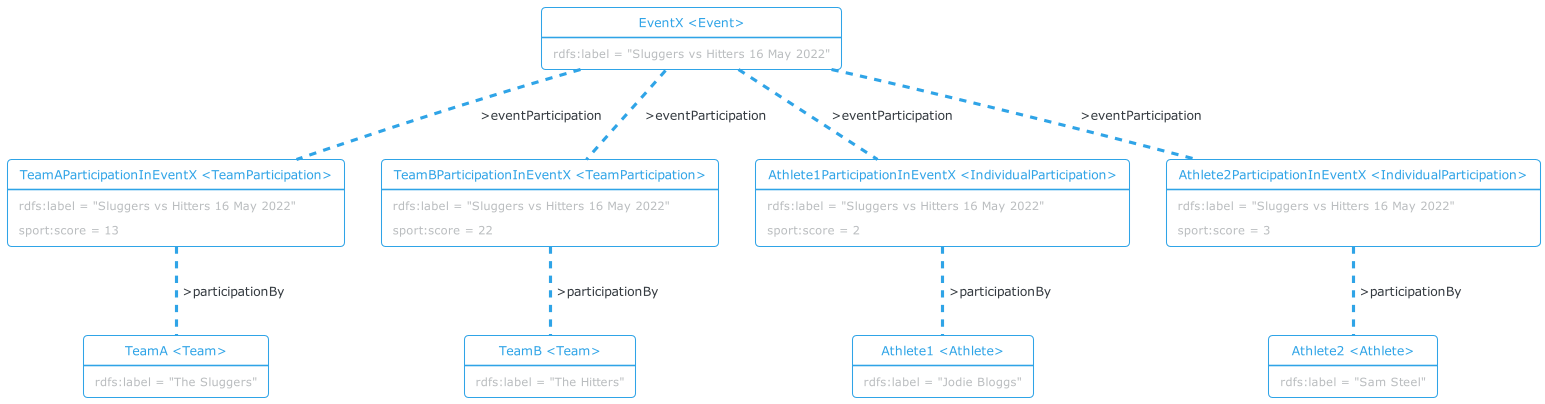 EventX <Event>
rdfs:label = "Sluggers vs Hitters 16 May 2022"
>eventParticipation
>eventParticipation
>eventParticipation
>eventParticipation
TeamAParticipationInEventX <TeamParticipation>
rdfs:label = "Sluggers vs Hitters 16 May 2022"
sport:score = 13
TeamBParticipationInEventX <TeamParticipation>
rdfs:label = "Sluggers vs Hitters 16 May 2022"
sport:score = 22
Athlete1ParticipationInEventX <IndividualParticipation>
rdfs:label = "Sluggers vs Hitters 16 May 2022"
sport:score = 2
Athlete2ParticipationInEventX <IndividualParticipation>
rdfs:label = "Sluggers vs Hitters 16 May 2022"
sport:score = 3
>participationBy
>participationBy
>participationBy
>participationBy
TeamA <Team>
rdfs:label = "The Sluggers"
TeamB <Team>
rdfs:label = "The Hitters"
Athlete1 <Athlete>
rdfs:label = "Jodie Bloggs"
Athlete2 <Athlete>
rdfs:label = "Sam Steel"